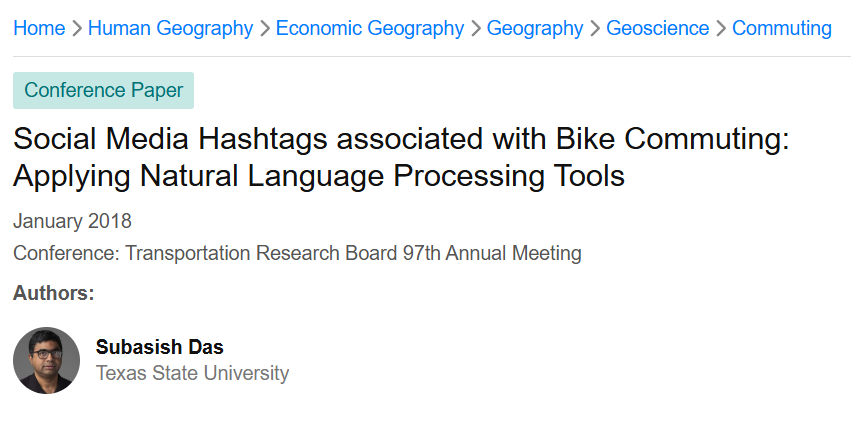 Home > Human Geography > Economic Geography > Geography > Geoscience > Commuting
Conference Paper
Social Media Hashtags associated with Bike Commuting:
Applying Natural Language Processing Tools
January 2018
Conference: Transportation Research Board 97th Annual Meeting
Authors:
Subasish Das
Texas State University